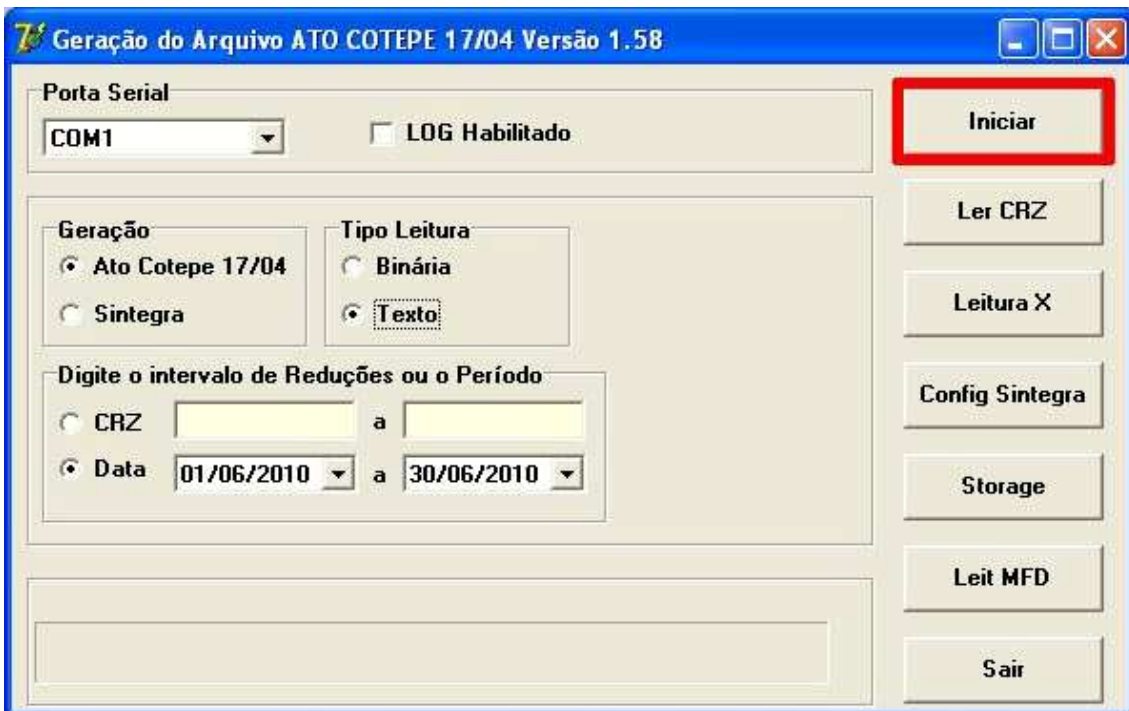 Geração do Arquivo ATO COTEPE 17/04 Versão 1.58
Porta Serial
COM1
LOG Habilitado
Iniciar
Ler CRZ
Geração
Tipo Leitura
Ato Cotepe 17/04
Binária
Sintegra
Texto
Leitura X
Digite o intervalo de Reduções ou o Período
CRZ a
Config Sintegra
Data 01/06/2010 a 30/06/2010
Storage
Leit MFD
Sair